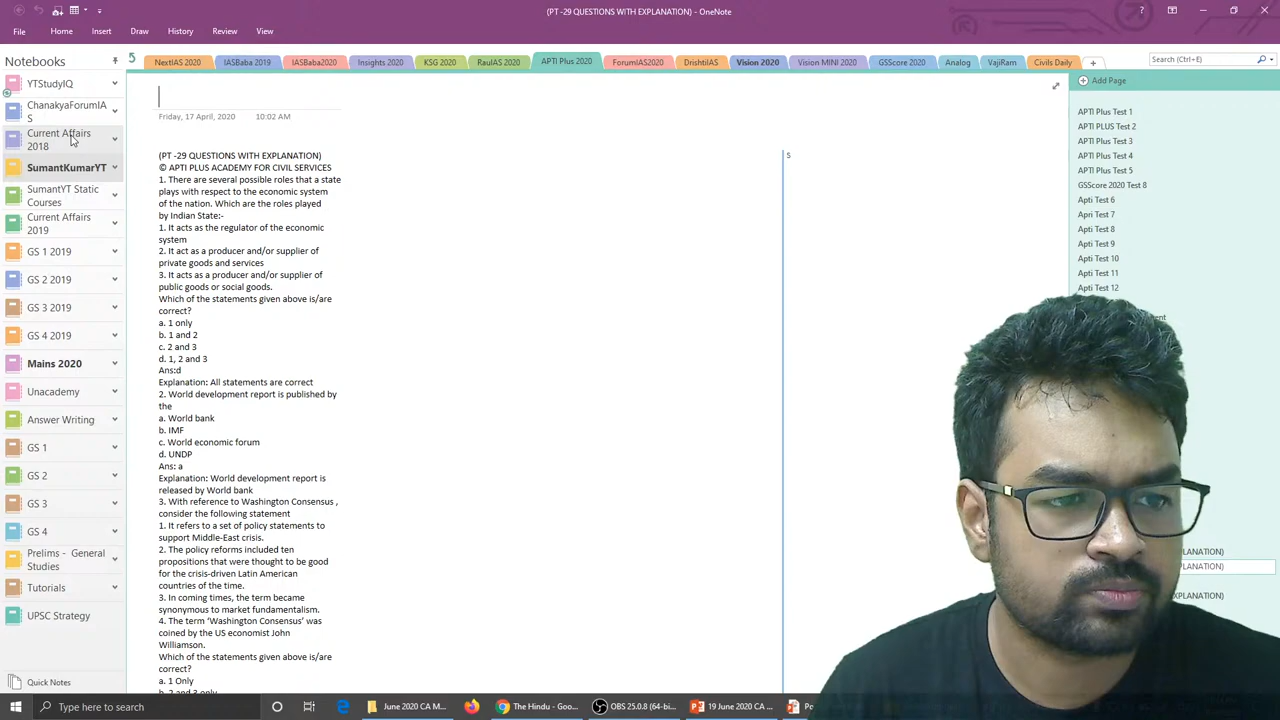 (PT -29 QUESTIONS WITH EXPLANATION) - OneNote
File Home Insert Draw History Review View
Notebooks
NextIAS 2020 IASBaba 2019 IASBaba2020 Insights 2020 KSG 2020 RauIAS 2020 APTI Plus 2020 ForumIAS2020 DrishtiIAS Vision 2020 Vision MINI 2020 GSScore 2020 Analog VajiRam Civils Daily
Search (Ctrl+E)
YTStudyIQ
ChanakyaForumIA
S
Current Affairs
2018
SumantKumarYT
SumantYT Static
Courses
Current Affairs
2019
GS 1 2019
GS 2 2019
GS 3 2019
GS 4 2019
Mains 2020
Unacademy
Answer Writing
GS 1
GS 2
GS 3
GS 4
Prelims - General
Studies
Tutorials
UPSC Strategy
Quick Notes
Friday, 17 April, 2020 10:02 AM
(PT -29 QUESTIONS WITH EXPLANATION)
© APTI PLUS ACADEMY FOR CIVIL SERVICES
1. There are several possible roles that a state
plays with respect to the economic system
of the nation. Which are the roles played
by Indian State:-
1. It acts as the regulator of the economic
system
2. It act as a producer and/or supplier of
private goods and services
3. It acts as a producer and/or supplier of
public goods or social goods.
Which of the statements given above is/are
correct?
a. 1 only
b. 1 and 2
c. 2 and 3
d. 1, 2 and 3
Ans:d
Explanation: All statements are correct
2. World development report is published by
the
a. World bank
b. IMF
c. World economic forum
d. UNDP
Ans: a
Explanation: World development report is
released by World bank
3. With reference to Washington Consensus ,
consider the following statement
1. It refers to a set of policy statements to
support Middle-East crisis.
2. The policy reforms included ten
propositions that were thought to be good
for the crisis-driven Latin American
countries of the time.
3. In coming times, the term became
synonymous to market fundamentalism.
4. The term ‘Washington Consensus’ was
coined by the US economist John
Williamson.
Which of the statements given above is/are
correct?
a. 1 Only
b. 2 and 3 only
S
Add Page
APTI Plus Test 1
APTI PLUS Test 2
APTI Plus Test 3
APTI Plus Test 4
APTI Plus Test 5
GSScore 2020 Test 8
Apti Test 6
Apri Test 7
Apti Test 8
Apti Test 9
Apti Test 10
Apti Test 11
Apti Test 12
Type here to search
June 2020 CA M... The Hindu - Goo... OBS 25.0.8 (64-bi... 19 June 2020 CA ...